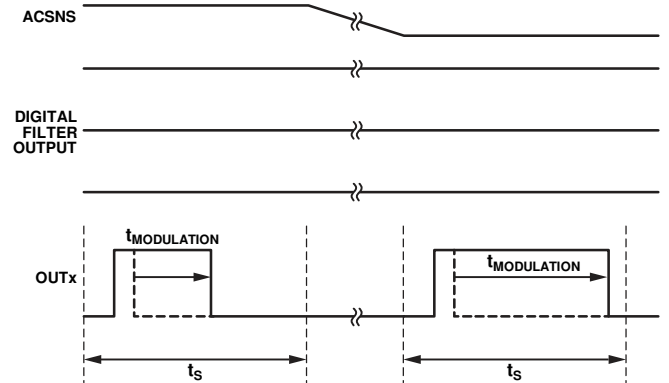 ACSNS
DIGITAL
FILTER
OUTPUT
tMODULATION
OUTx
tMODULATION
tS
tS